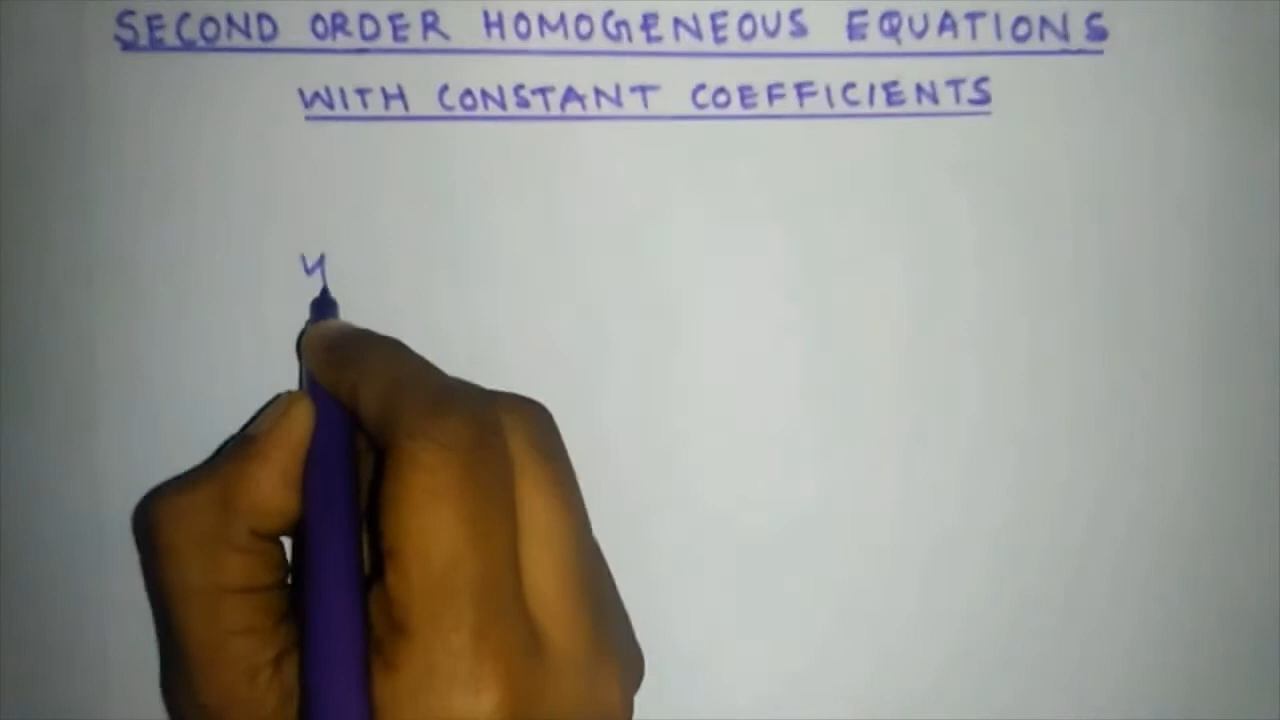 SECOND ORDER HOMOGENEOUS EQUATIONS
WITH CONSTANT COEFFICIENTS
y